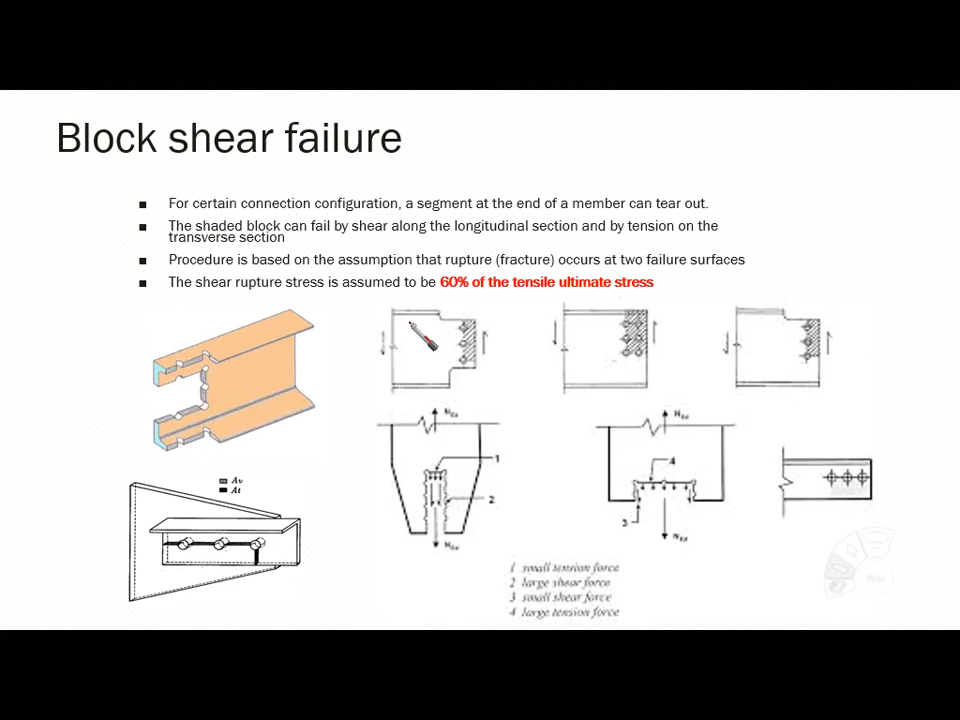 Block shear failure
■ For certain connection configuration, a segment at the end of a member can tear out.
■ The shaded block can fail by shear along the longitudinal section and by tension on the
transverse section
■ Procedure is based on the assumption that rupture (fracture) occurs at two failure surfaces
■ The shear rupture stress is assumed to be 60% of the tensile ultimate stress
N Ed
N Ed
1
4
2
3
N Ed
N Ed
Av
At
1 small tension force
2 large shear force
3 small shear force
4 large tension force